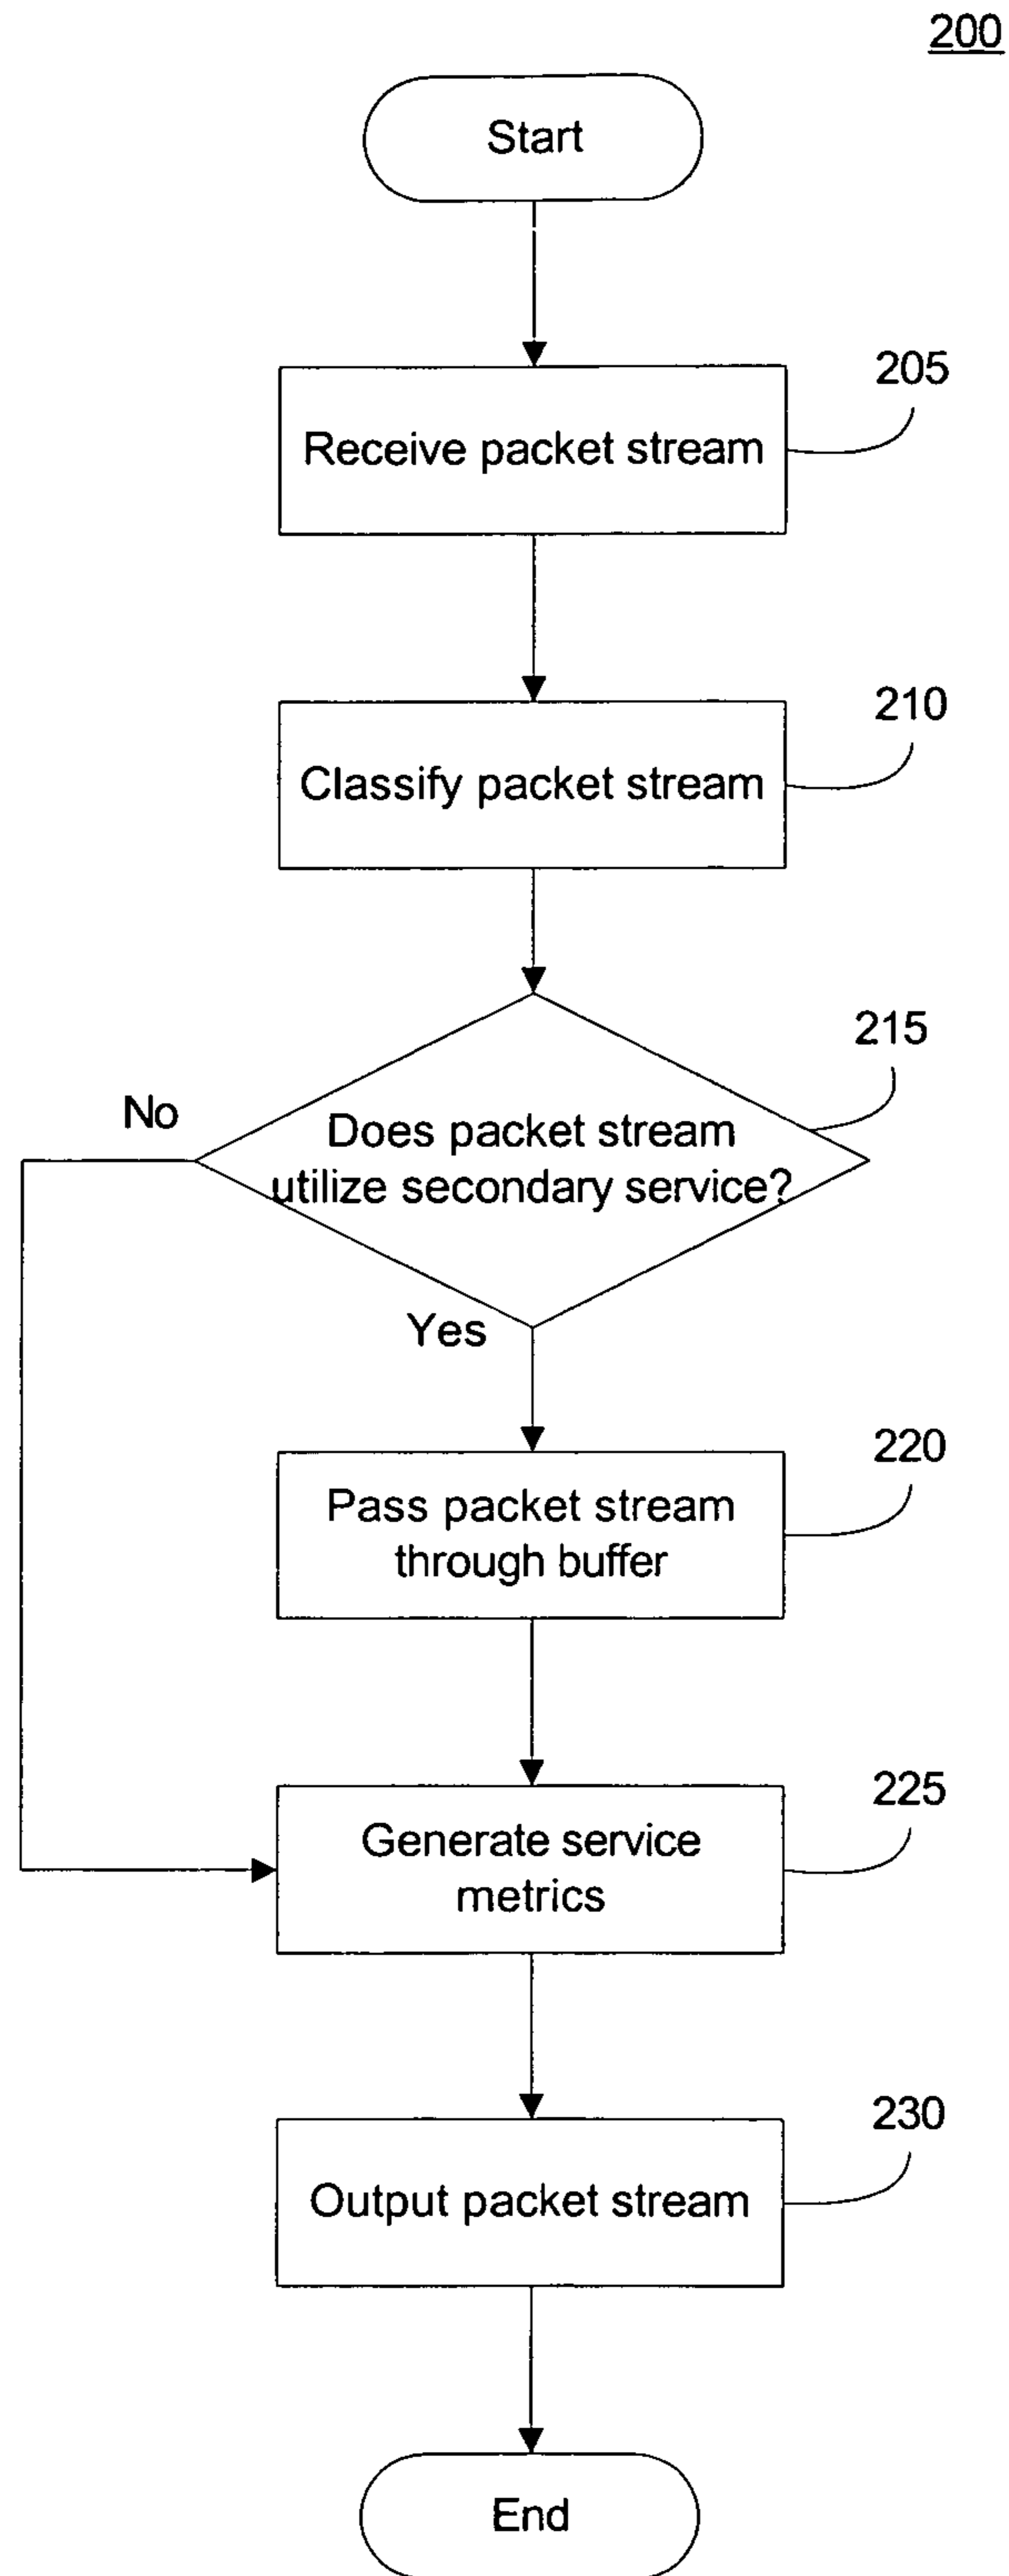 200
Start
205
Receive packet stream
210
Classify packet stream
215
No
Does packet stream
utilize secondary service?
Yes
220
Pass packet stream
through buffer
225
Generate service
metrics
230
Output packet stream
End